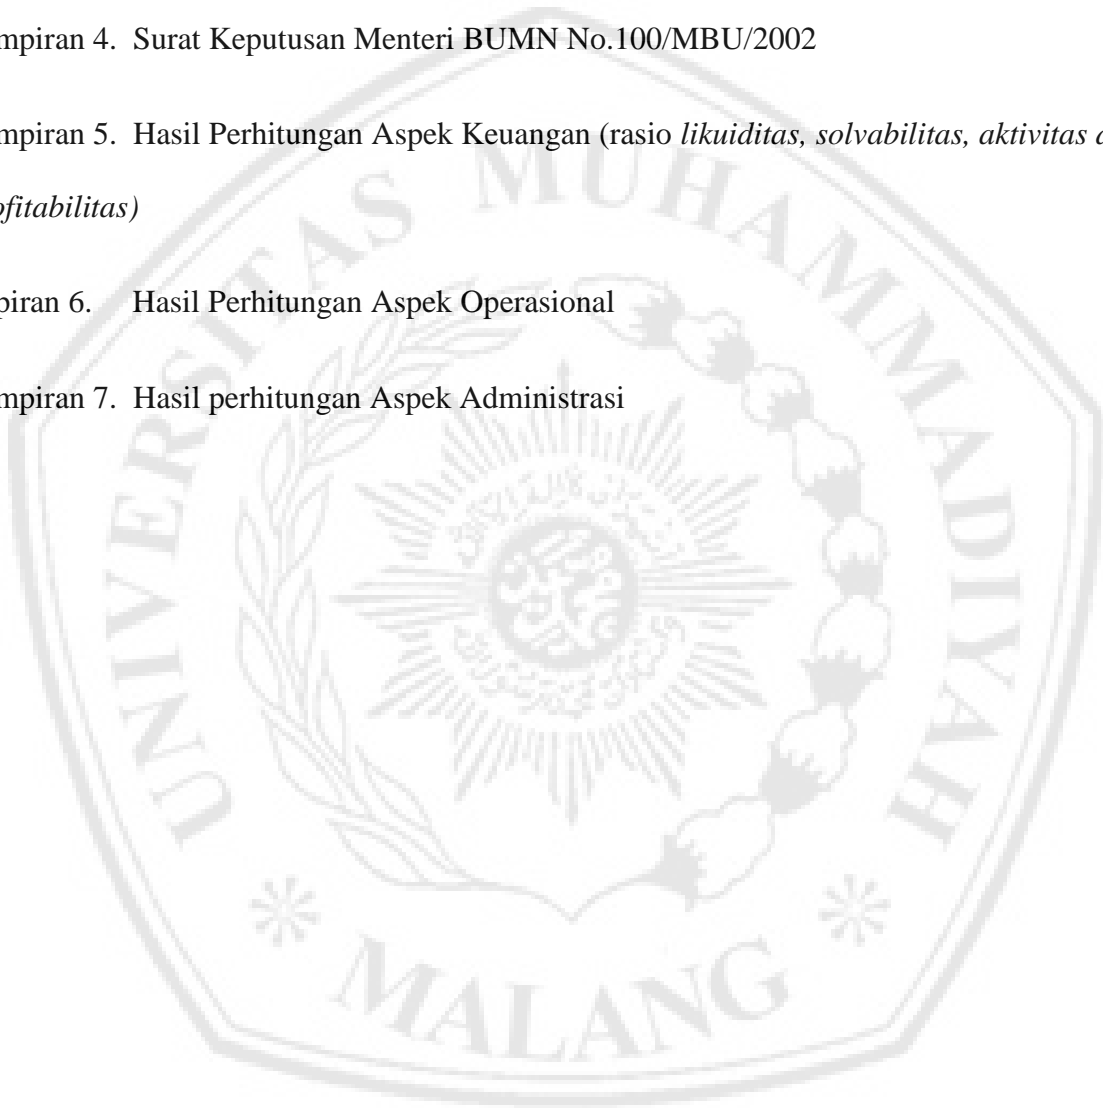 mpiran 4. Surat Keputusan Menteri BUMN No.100/MBU/2002
mpiran 5. Hasil Perhitungan Aspek Keuangan (rasio likuiditas, solvabilitas, aktivitas
ofitabilitas)
piran 6. Hasil Perhitungan Aspek Operasional
mpiran 7. Hasil perhitungan Aspek Administrasi
UNIVERSITAS MUHAMMADIYAH
MALANG